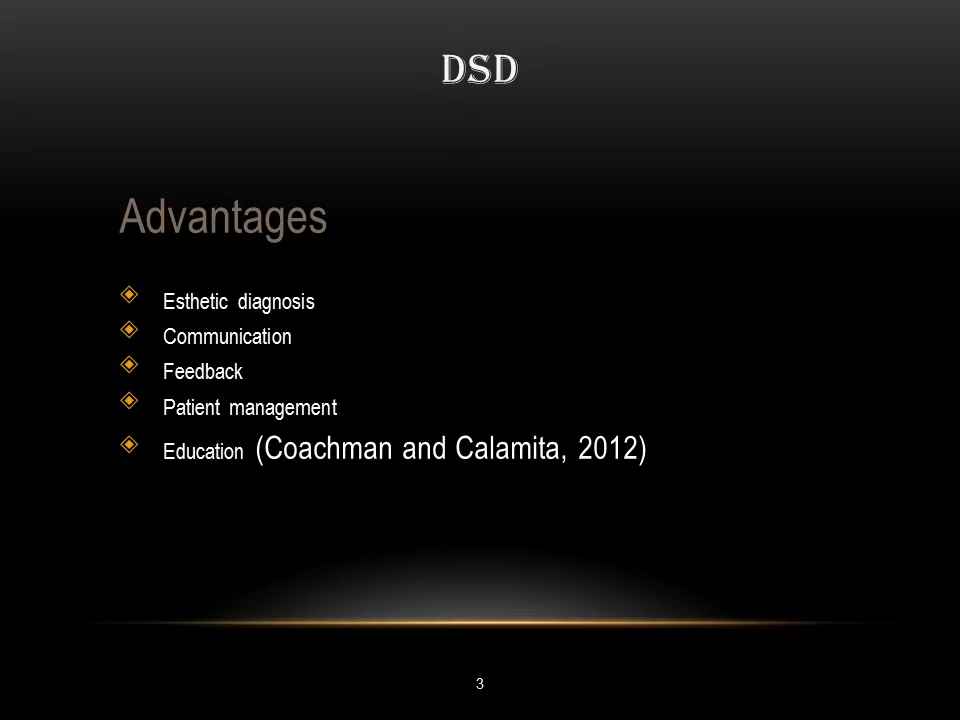 DSD
Advantages
Esthetic diagnosis
Communication
Feedback
Patient management
Education (Coachman and Calamita, 2012)
3